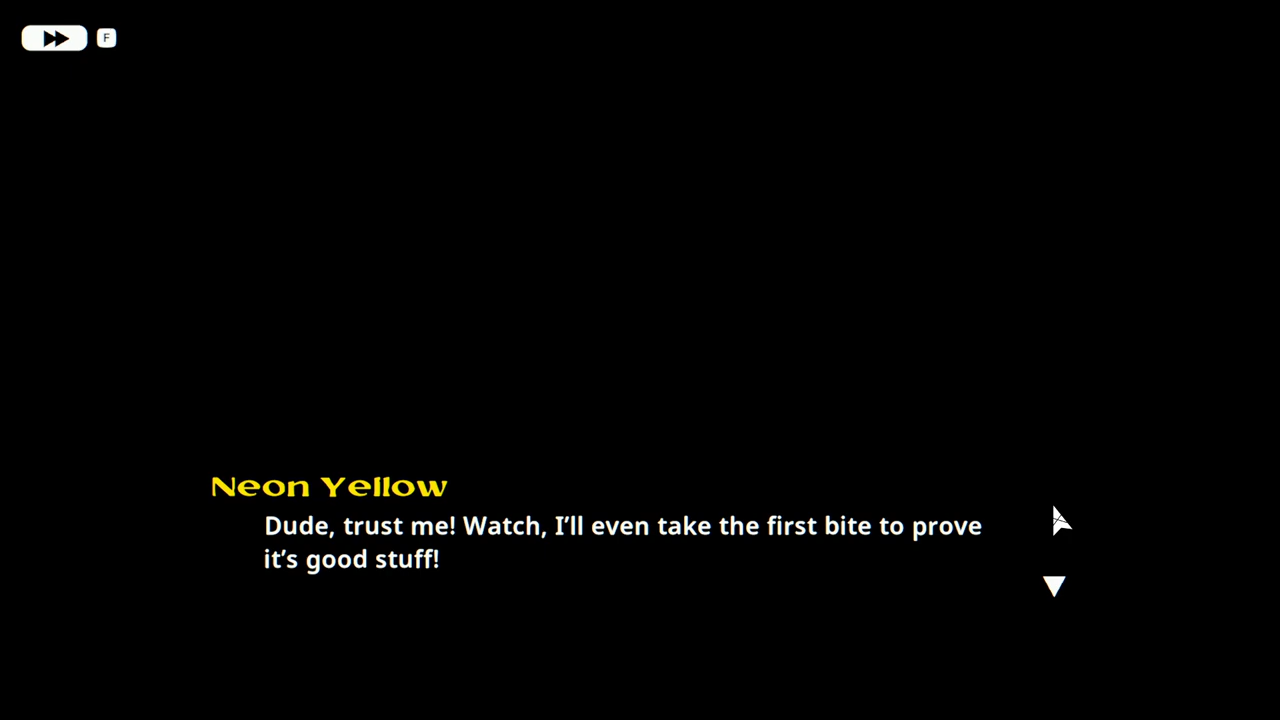 F
Neon Yellow
Dude, trust me! Watch, I’ll even take the first bite to prove
it’s good stuff!